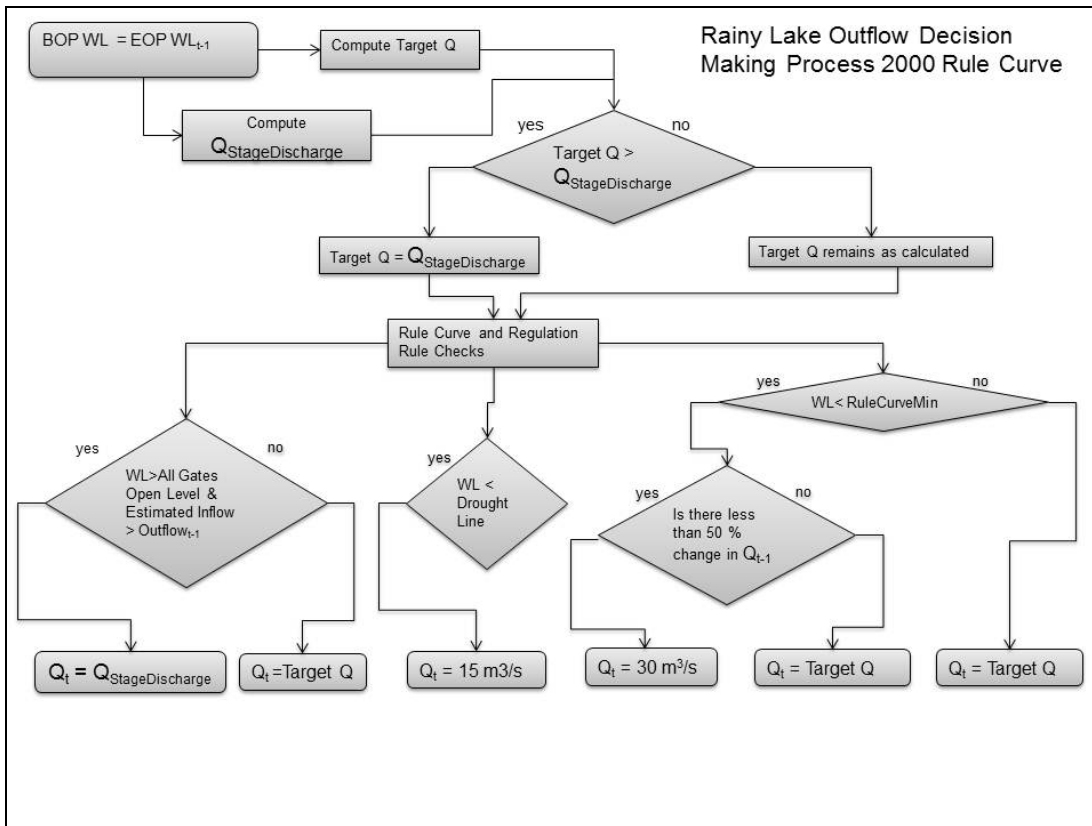 Rainy Lake Outflow Decision
Making Process 2000 Rule Curve
BOP WL = EOP WLt-1
Compute Target Q
Compute
QStageDischarge
yes
no
Target Q >
QStageDischarge
Target Q = QStageDischarge
Target Q remains as calculated
Rule Curve and Regulation
Rule Checks
yes
no
WL< RuleCurveMin
yes
no
WL>All Gates
Open Level &
Estimated Inflow
> Outflowt-1
yes
WL <
Drought
Line
yes
no
Is there less
than 50 %
change in Qt-1
Qt = QStageDischarge
Qt =Target Q
Qt = 15 m3/s
Qt = 30 m³/s
Qt = Target Q
Qt = Target Q